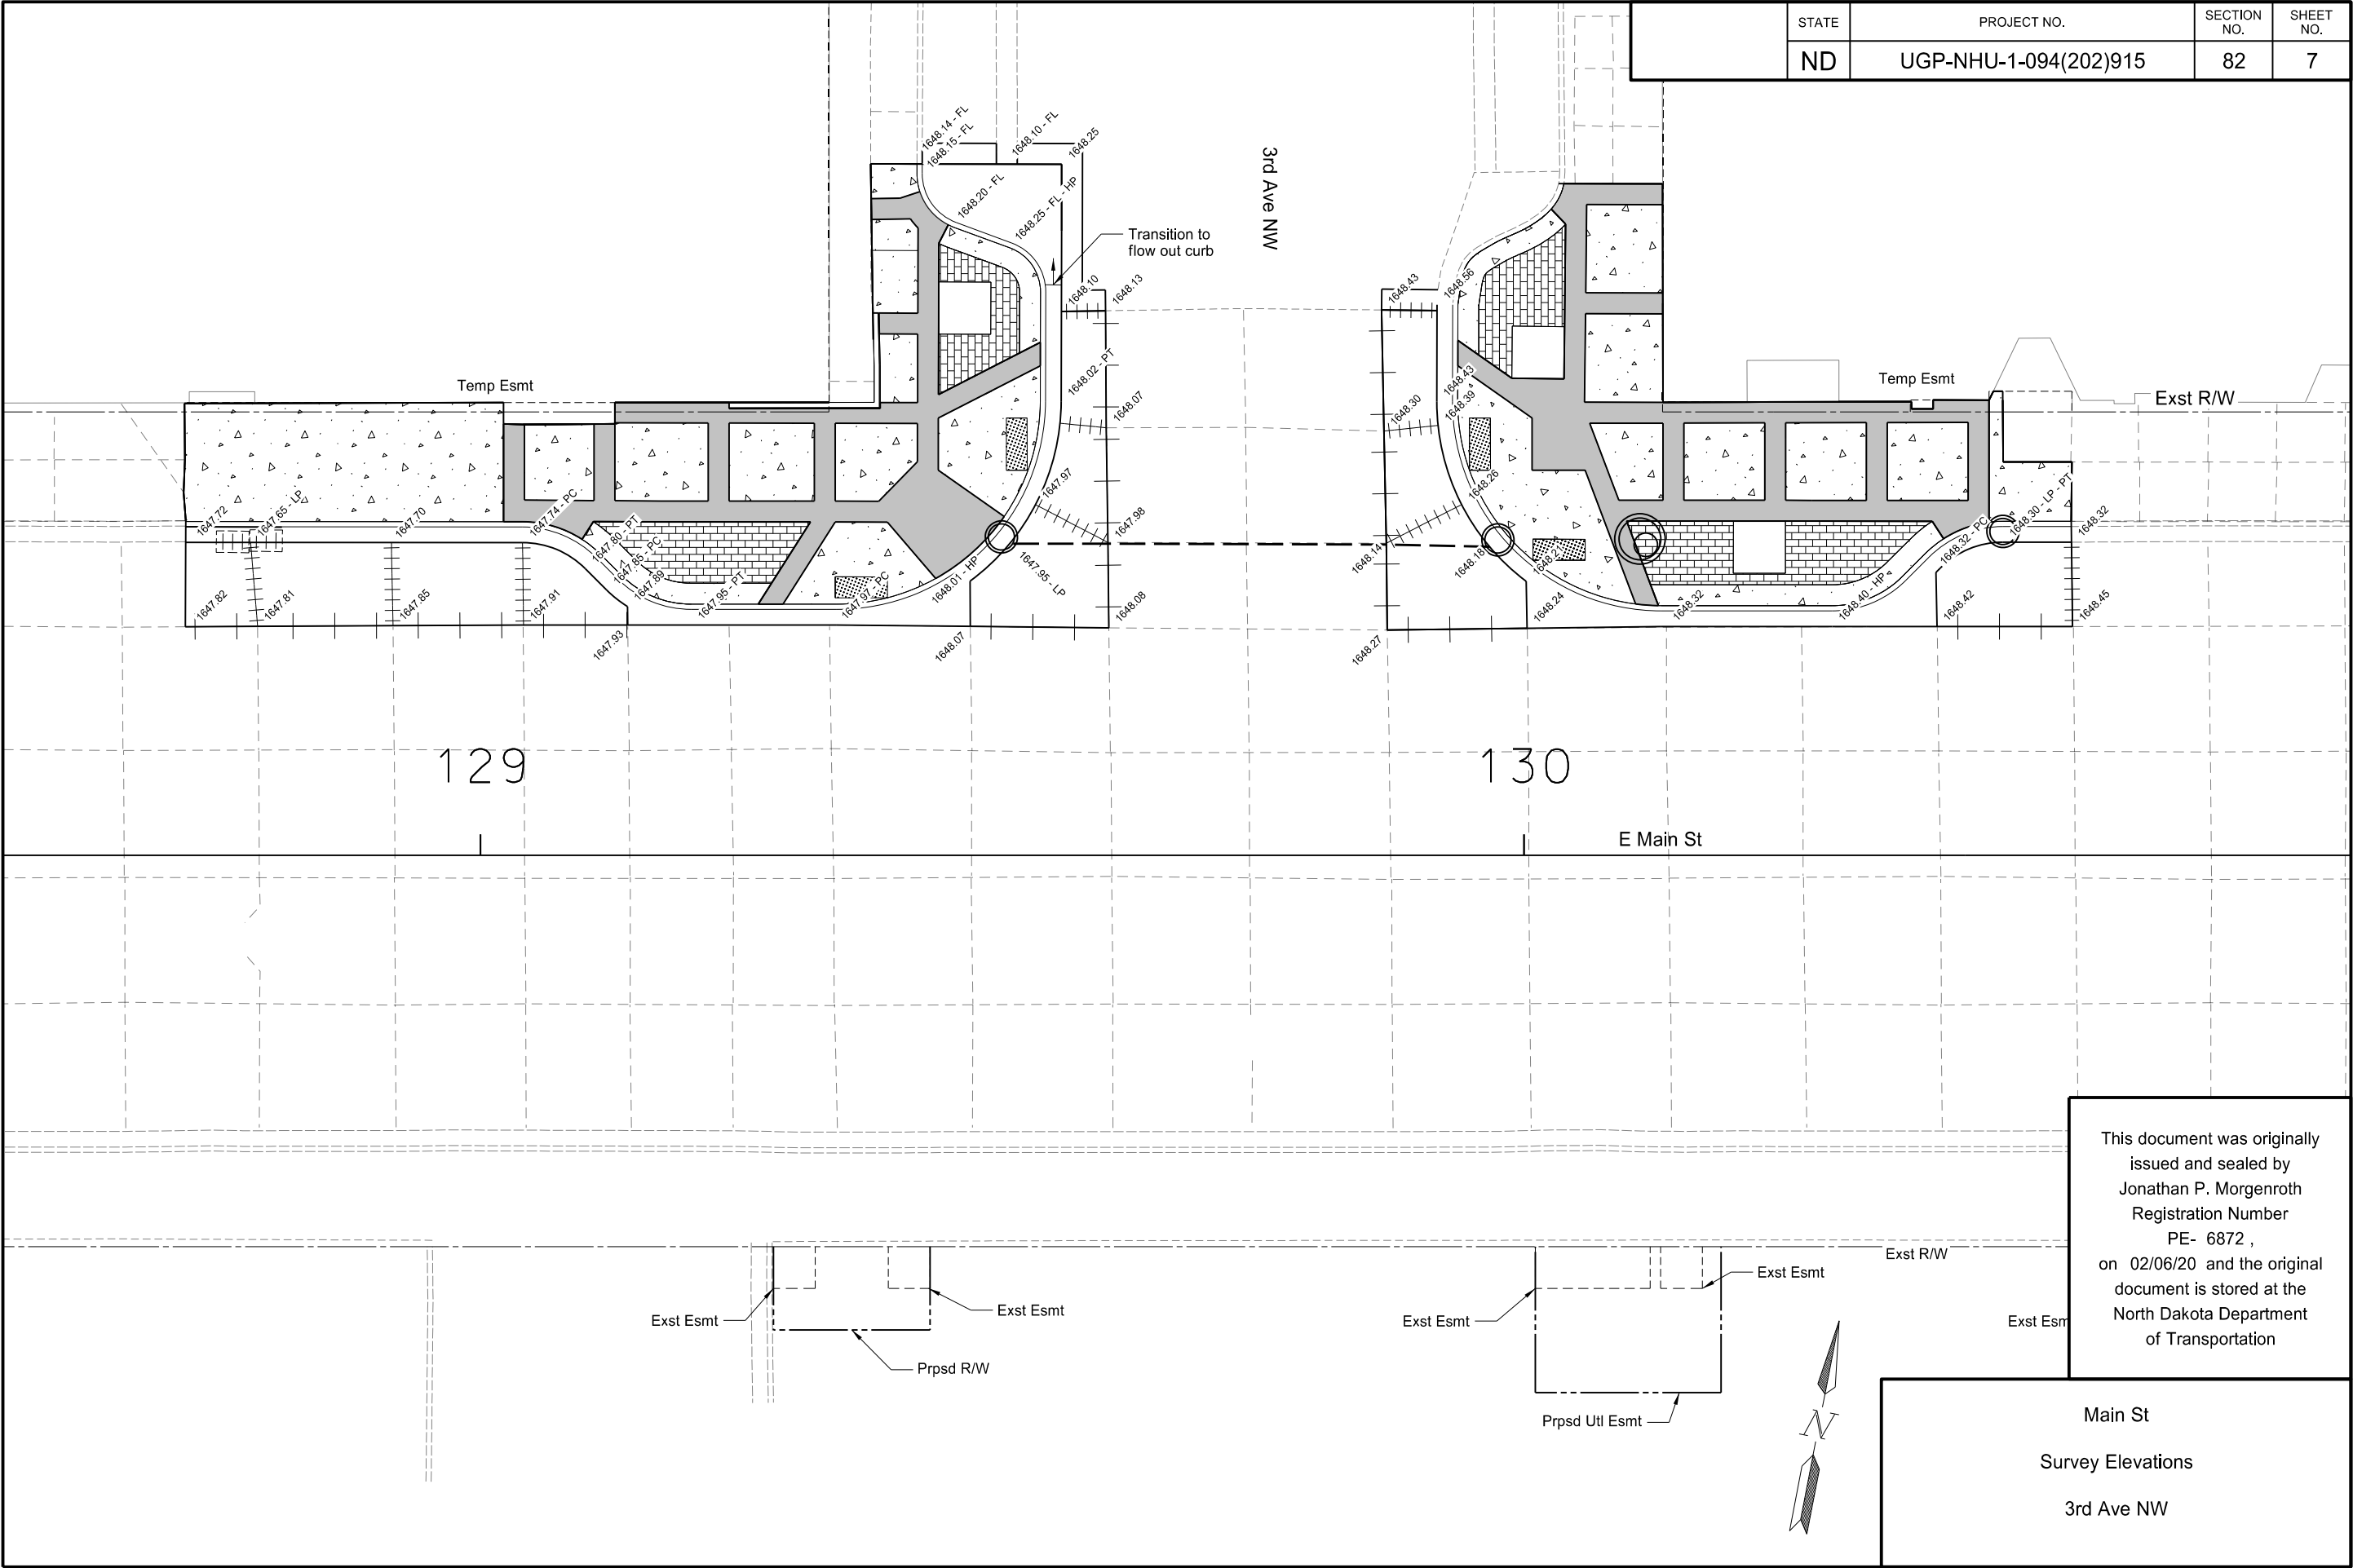 STATE
PROJECT NO.
SECTION NO.
SHEET NO.
ND
UGP-NHU-1-094(202)915
82
7
1648.14 - FL
1648.15 - FL
1648.10 - FL
1648.25
1648.20 - FL
1648.25 - FL - HP
Transition to
flow out curb
3rd Ave NW
1648.10
1648.13
1648.43
1648.56
1648.02 - PT
1648.07
1648.30
1648.43
1648.39
Temp Esmt
Temp Esmt
Exst R/W
1647.72
1647.65 - LP
1647.70
1647.74 - PC
1647.80 - PT
1647.85 - PC
1647.89
1647.95 - PT
1647.97 - PC
1648.01 - HP
1647.97
1647.98
1647.95 - LP
1648.08
1647.82
1647.81
1647.85
1647.91
1647.93
1648.07
1648.26
1648.14
1648.18
1648.21
1648.24
1648.27
1648.32
1648.40 - HP
1648.32 - PC
1648.30 - LP - PT
1648.32
1648.42
1648.45
129
130
E Main St
Exst R/W
Exst Esmt
Exst Esmt
Prpsd R/W
Exst Esmt
Exst Esmt
Prpsd Utl Esmt
Exst Esm
N
This document was originally
issued and sealed by
Jonathan P. Morgenroth
Registration Number
PE- 6872 ,
on 02/06/20 and the original
document is stored at the
North Dakota Department
of Transportation
Main St
Survey Elevations
3rd Ave NW